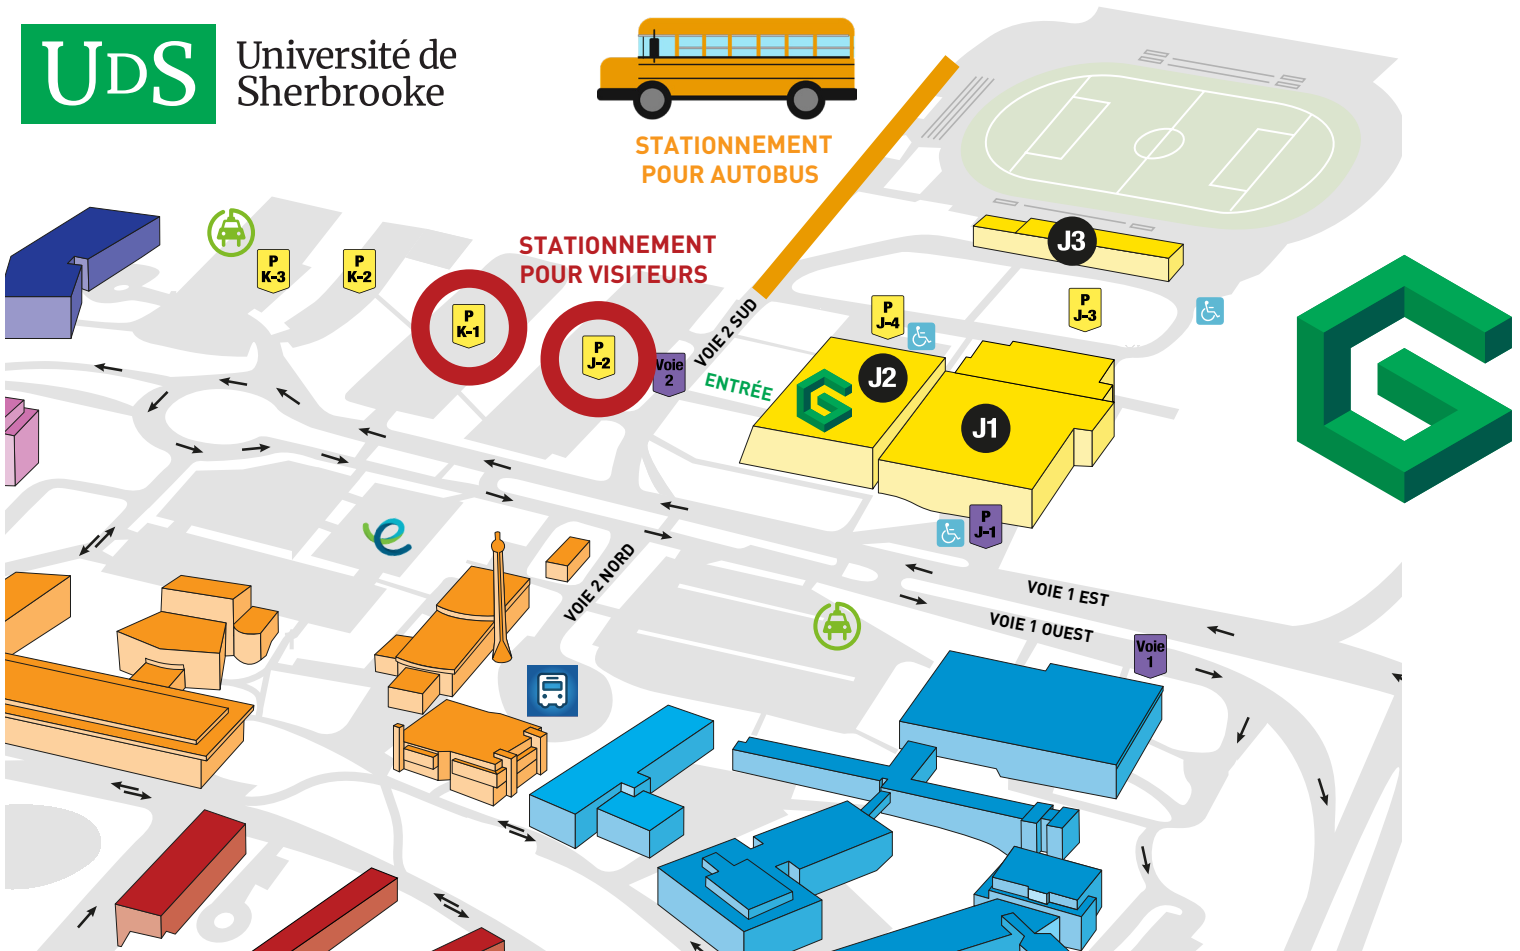 UDS
Université de
Sherbrooke
STATIONNEMENT
POUR AUTOBUS
STATIONNEMENT
POUR VISITEURS
P
K-3
P
K-2
P
K-1
P
J-2
Voie
2
VOIE 2 SUD
ENTRÉE
P
J-4
P
J-3
J3
J2
J1
P
J-1
VOIE 2 NORD
VOIE 1 EST
VOIE 1 OUEST
Voie
1